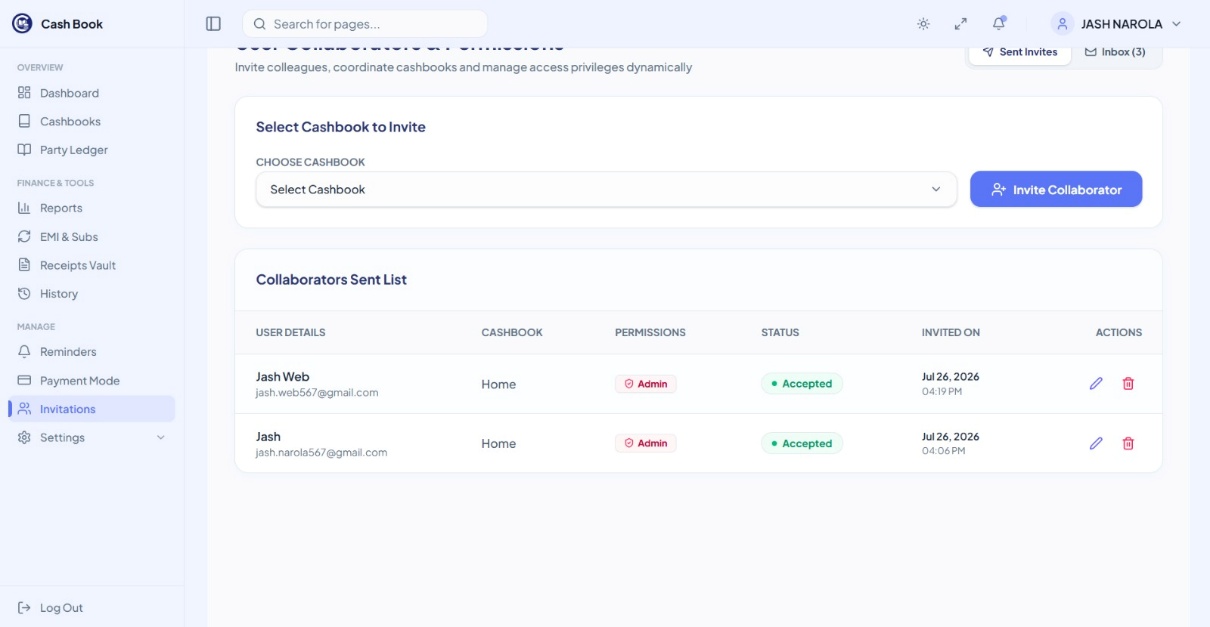 Cash Book
Search for pages...
JASH NAROLA
OVERVIEW
Dashboard
Cashbooks
Party Ledger
FINANCE & TOOLS
Reports
EMI & Subs
Receipts Vault
History
MANAGE
Reminders
Payment Mode
Invitations
Settings
Log Out
User Collaborators & Permissions
Invite colleagues, coordinate cashbooks and manage access privileges dynamically
Sent Invites
Inbox (3)
Select Cashbook to Invite
CHOOSE CASHBOOK
Select Cashbook
Invite Collaborator
Collaborators Sent List
USER DETAILS CASHBOOK PERMISSIONS STATUS INVITED ON ACTIONS
Jash Web
jash.web567@gmail.com
Home
Admin
Accepted
Jul 26, 2026
04:19 PM
Jash
jash.narola567@gmail.com
Home
Admin
Accepted
Jul 26, 2026
04:06 PM